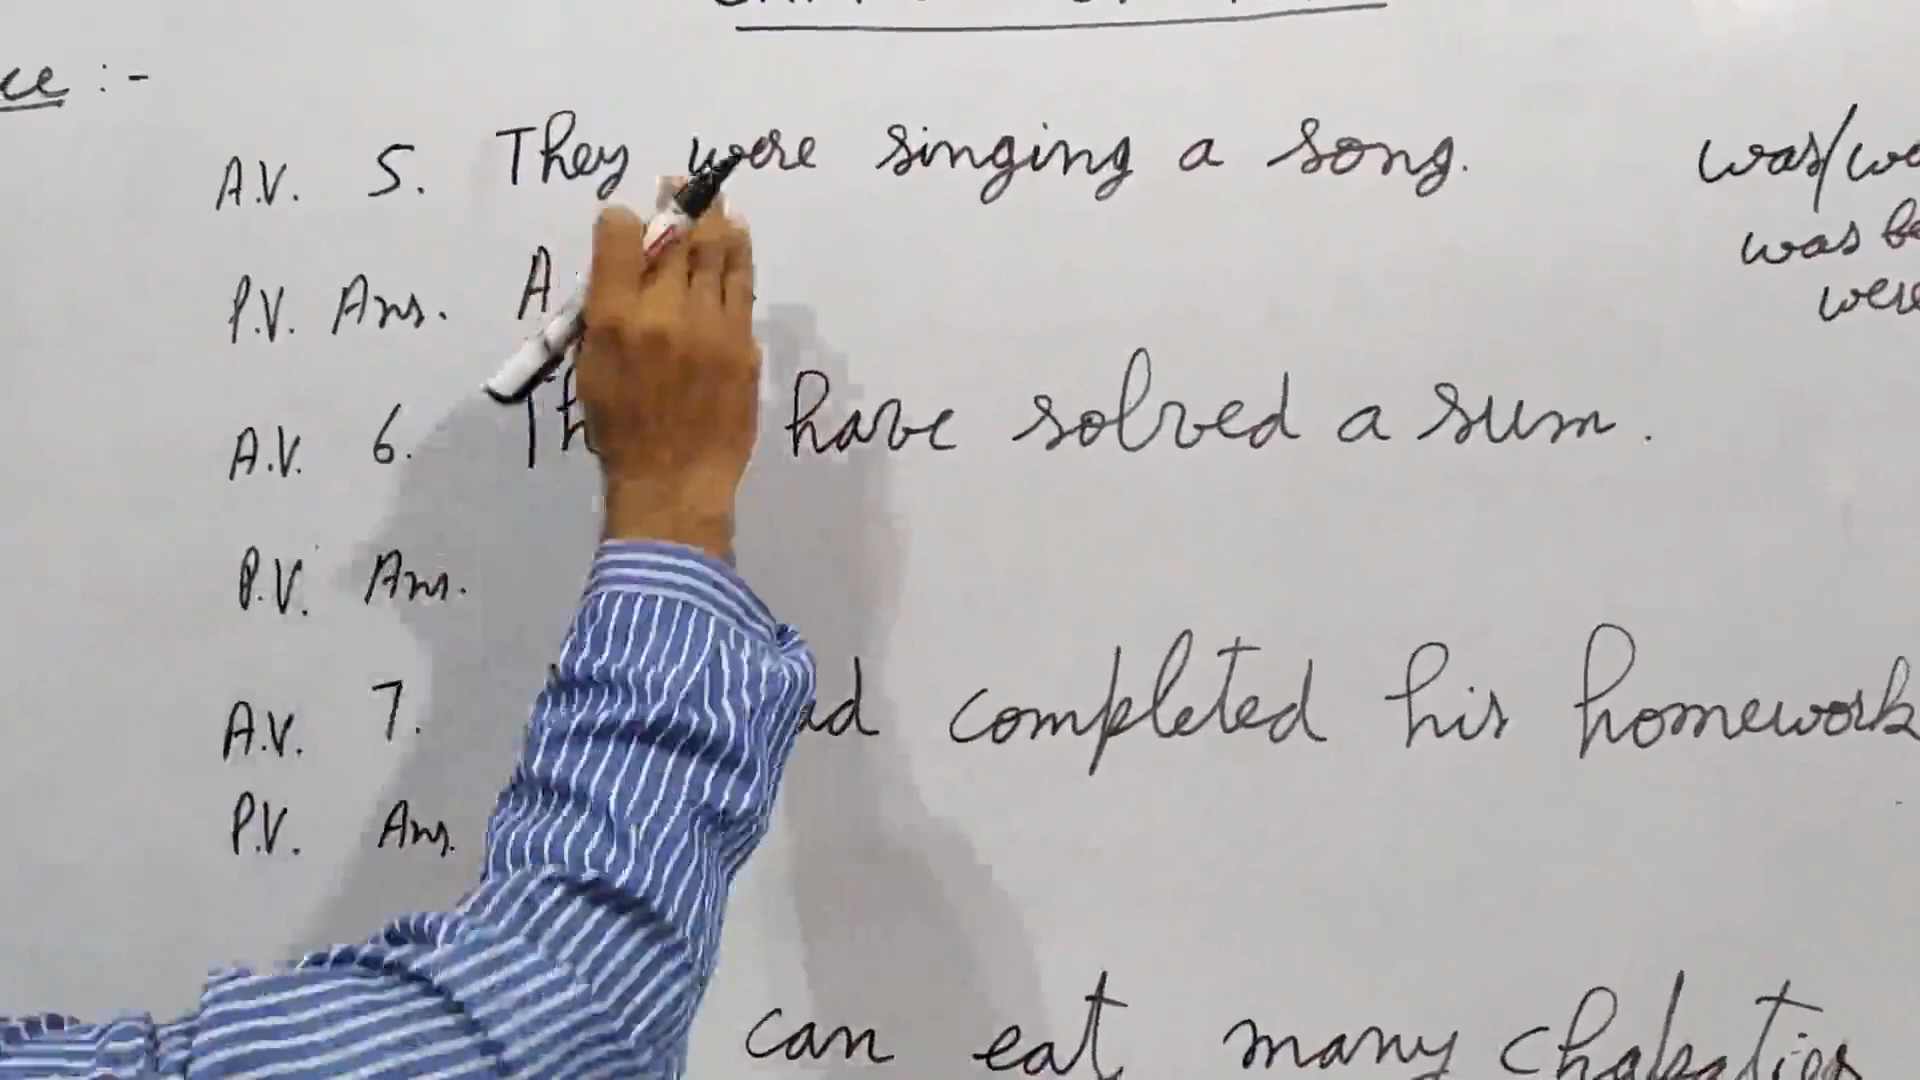 ce :-
A.V. 5. They were singing a song.
was/we
was be
were
P.V. Ans. A
A.V. 6. Th have solved a sum.
P.V. Ans.
A.V. 7. ad completed his homework
P.V. Ans.
can eat many chapaties